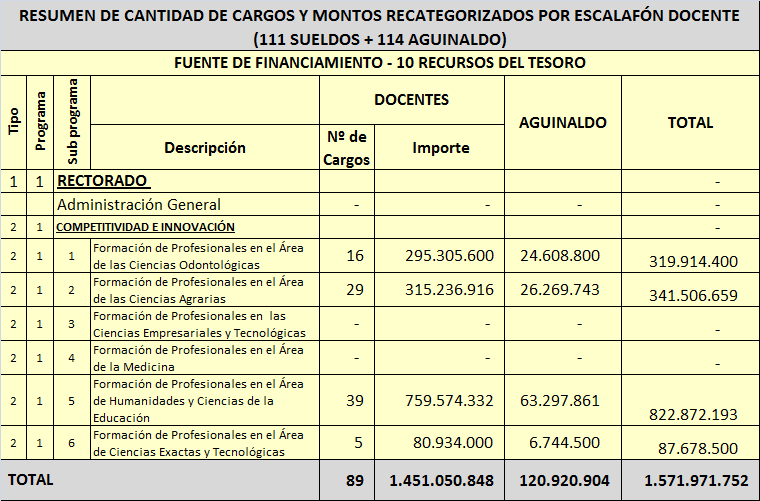 RESUMEN DE CANTIDAD DE CARGOS Y MONTOS RECATEGORIZADOS POR ESCALAFÓN DOCENTE
(111 SUELDOS + 114 AGUINALDO)
FUENTE DE FINANCIAMIENTO - 10 RECURSOS DEL TESORO
Tipo Programa Sub programa Descripción DOCENTES AGUINALDO TOTAL
Nº de Cargos Importe
1 1 RECTORADO -
Administración General - - - -
2 1 COMPETITIVIDAD E INNOVACIÓN -
2 1 1 Formación de Profesionales en el Área 16 295.305.600 24.608.800 319.914.400
de las Ciencias Odontológicas
2 1 2 Formación de Profesionales en el Área 29 315.236.916 26.269.743 341.506.659
de las Ciencias Agrarias
2 1 3 Formación de Profesionales en las - - - -
Ciencias Empresariales y Tecnológicas
2 1 4 Formación de Profesionales en el Área - - - -
de la Medicina
2 1 5 Formación de Profesionales en el Área 39 759.574.332 63.297.861 822.872.193
de Humanidades y Ciencias de la
Educación
2 1 6 Formación de Profesionales en el Área 5 80.934.000 6.744.500 87.678.500
de Ciencias Exactas y Tecnológicas
TOTAL 89 1.451.050.848 120.920.904 1.571.971.752